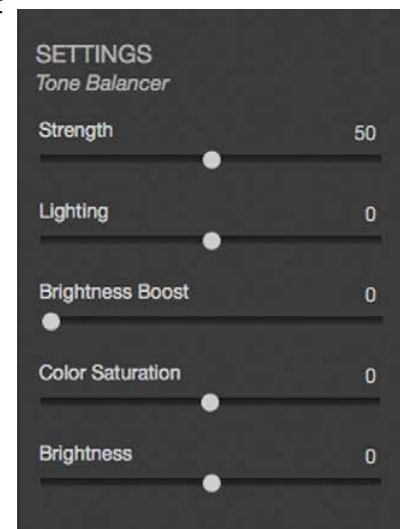 SETTINGS
Tone Balancer
Strength 50
Lighting 0
Brightness Boost 0
Color Saturation 0
Brightness 0